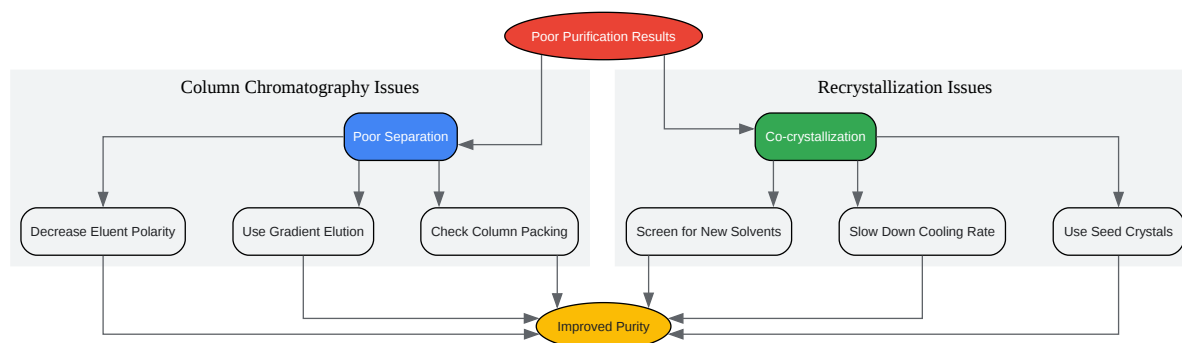 Poor Purification Results
Column Chromatography Issues
Recrystallization Issues
Poor Separation
Co-crystallization
Decrease Eluent Polarity
Use Gradient Elution
Check Column Packing
Screen for New Solvents
Slow Down Cooling Rate
Use Seed Crystals
Improved Purity